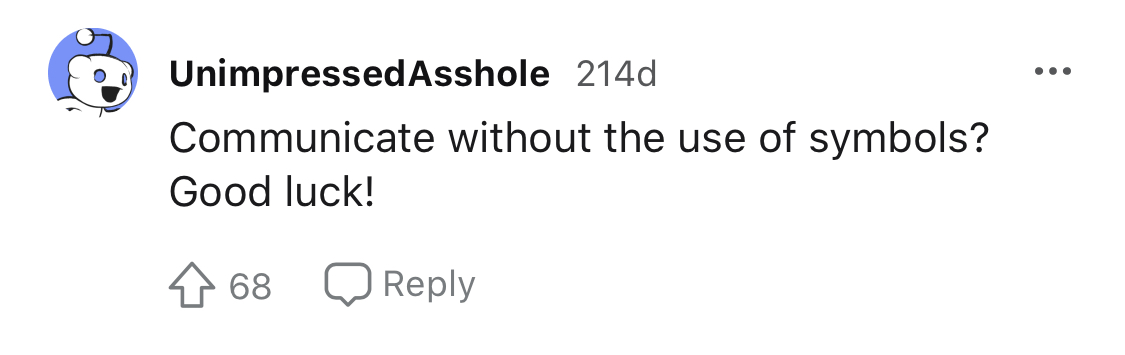 UnimpressedAsshole 214d
Communicate without the use of symbols?
Good luck!
68 Reply